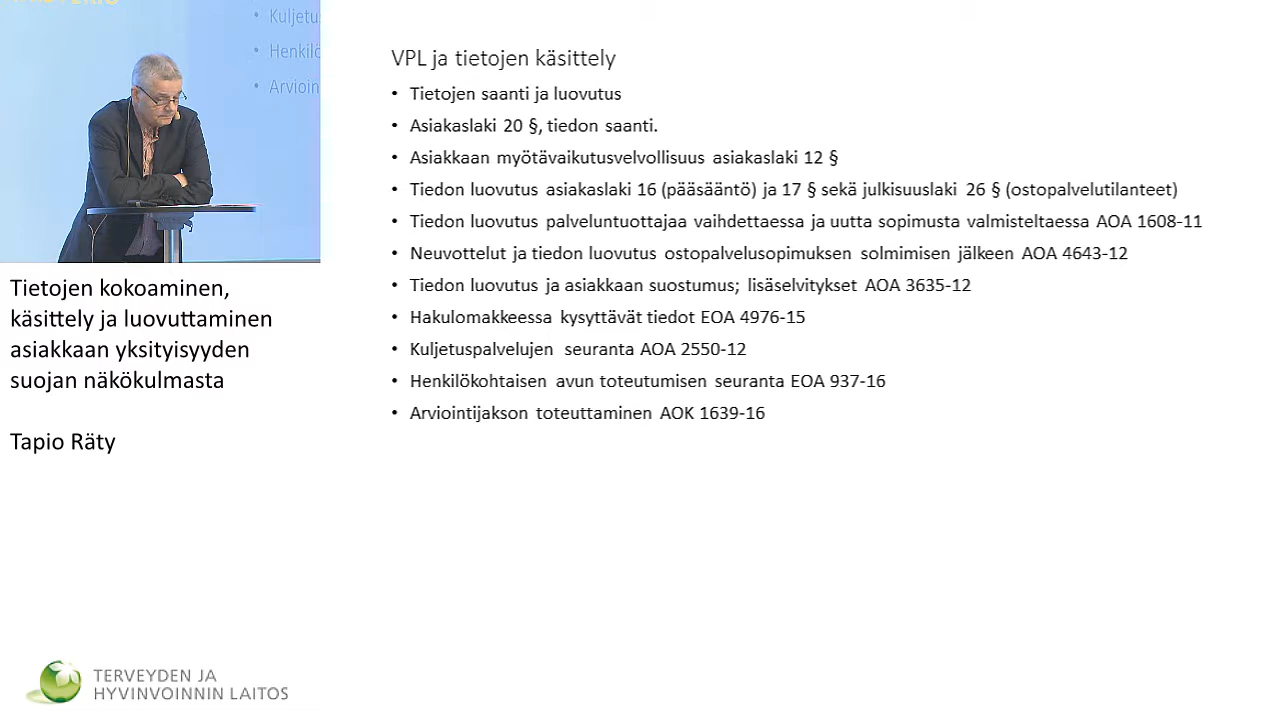 • Kuljetu
• Henkilö
• Arvioin
Tietojen kokoaminen,
käsittely ja luovuttaminen
asiakkaan yksityisyyden
suojan näkökulmasta
Tapio Räty
TERVEYDEN JA
HYVINVOINNIN LAITOS
VPL ja tietojen käsittely
• Tietojen saanti ja luovutus
• Asiakaslaki 20 §, tiedon saanti.
• Asiakkaan myötävaikutusvelvollisuus asiakaslaki 12 §
• Tiedon luovutus asiakaslaki 16 (pääsääntö) ja 17 § sekä julkisuuslaki 26 § (ostopalvelutilanteet)
• Tiedon luovutus palveluntuottajaa vaihdettaessa ja uutta sopimusta valmisteltaessa AOA 1608-11
• Neuvottelut ja tiedon luovutus ostopalvelusopimuksen solmimisen jälkeen AOA 4643-12
• Tiedon luovutus ja asiakkaan suostumus; lisäselvitykset AOA 3635-12
• Hakulomakkeessa kysyttävät tiedot EOA 4976-15
• Kuljetuspalvelujen seuranta AOA 2550-12
• Henkilökohtaisen avun toteutumisen seuranta EOA 937-16
• Arviointijakson toteuttaminen AOK 1639-16